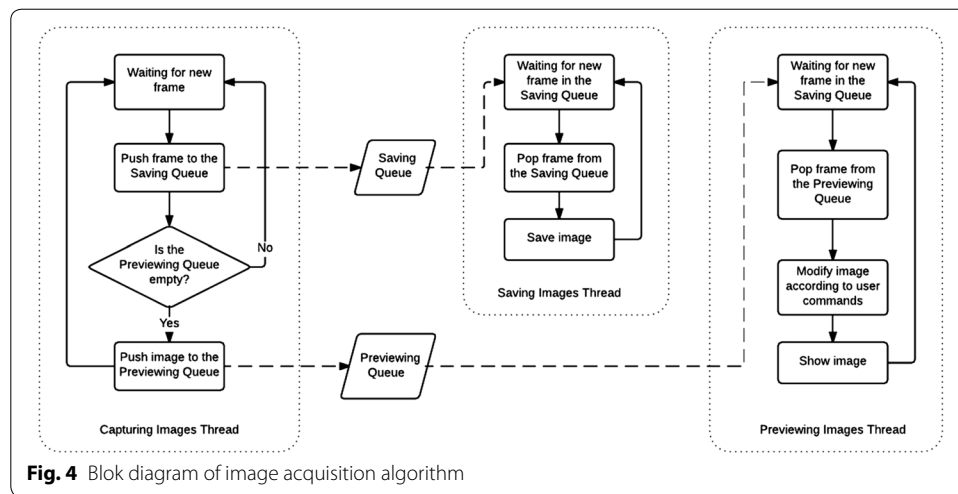 Waiting for new
frame
Push frame to the
Saving Queue
Is the
Previewing Queue
empty?
No
Yes
Push image to the
Previewing Queue
Capturing Images Thread
Saving
Queue
Previewing
Queue
Waiting for new
frame in the
Saving Queue
Pop frame from
the Saving Queue
Save image
Saving Images Thread
Waiting for new
frame in the
Saving Queue
Pop frame from
the Previewing
Queue
Modify image
according to user
commands
Show image
Previewing Images Thread
Fig. 4 Blok diagram of image acquisition algorithm